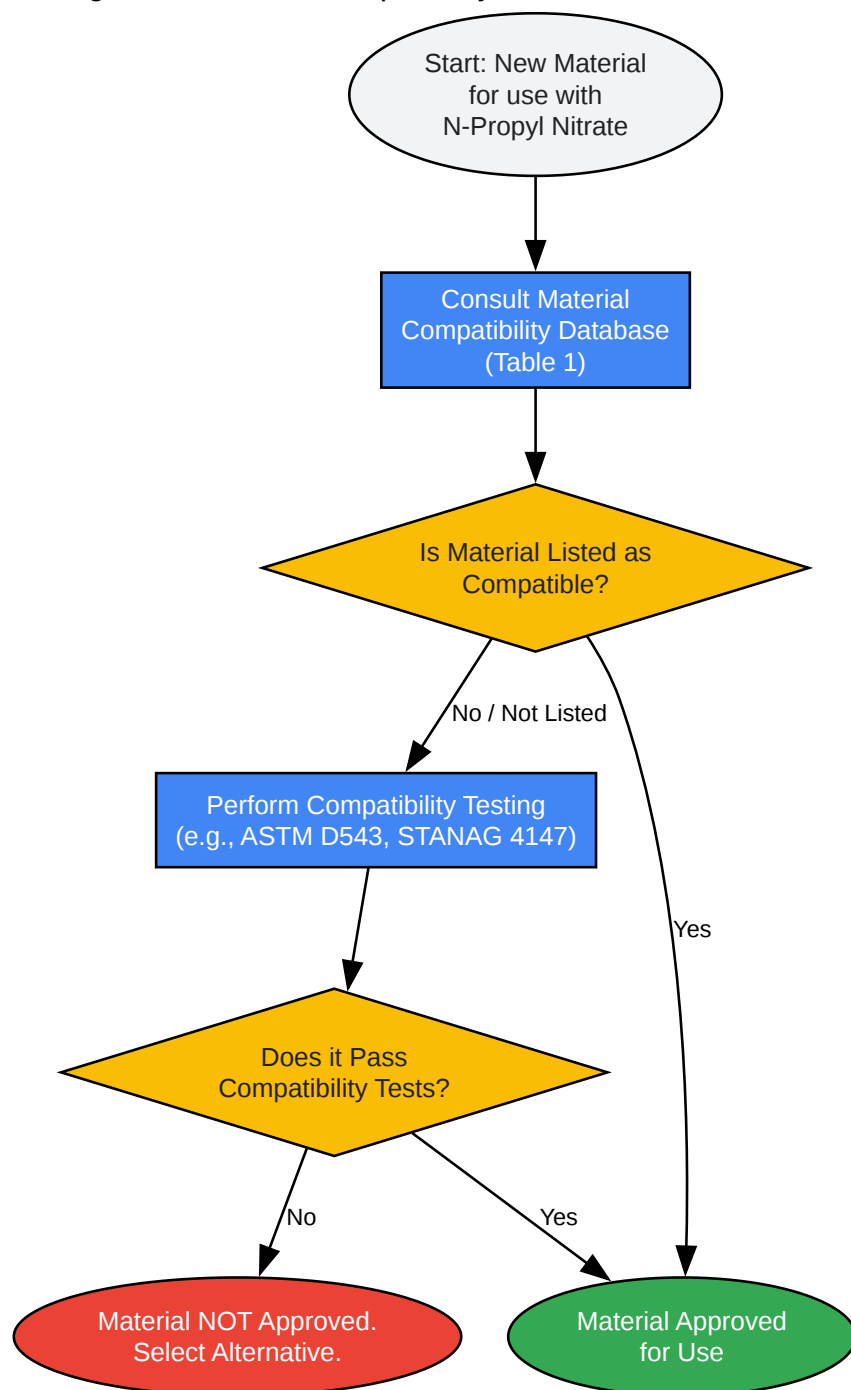 Start: New Material
for use with
N-Propyl Nitrate
Consult Material
Compatibility Database
(Table 1)
Is Material Listed as
Compatible?
No / Not Listed
Perform Compatibility Testing
(e.g., ASTM D543, STANAG 4147)
Yes
Does it Pass
Compatibility Tests?
No
Yes
Material NOT Approved.
Select Alternative.
Material Approved
for Use